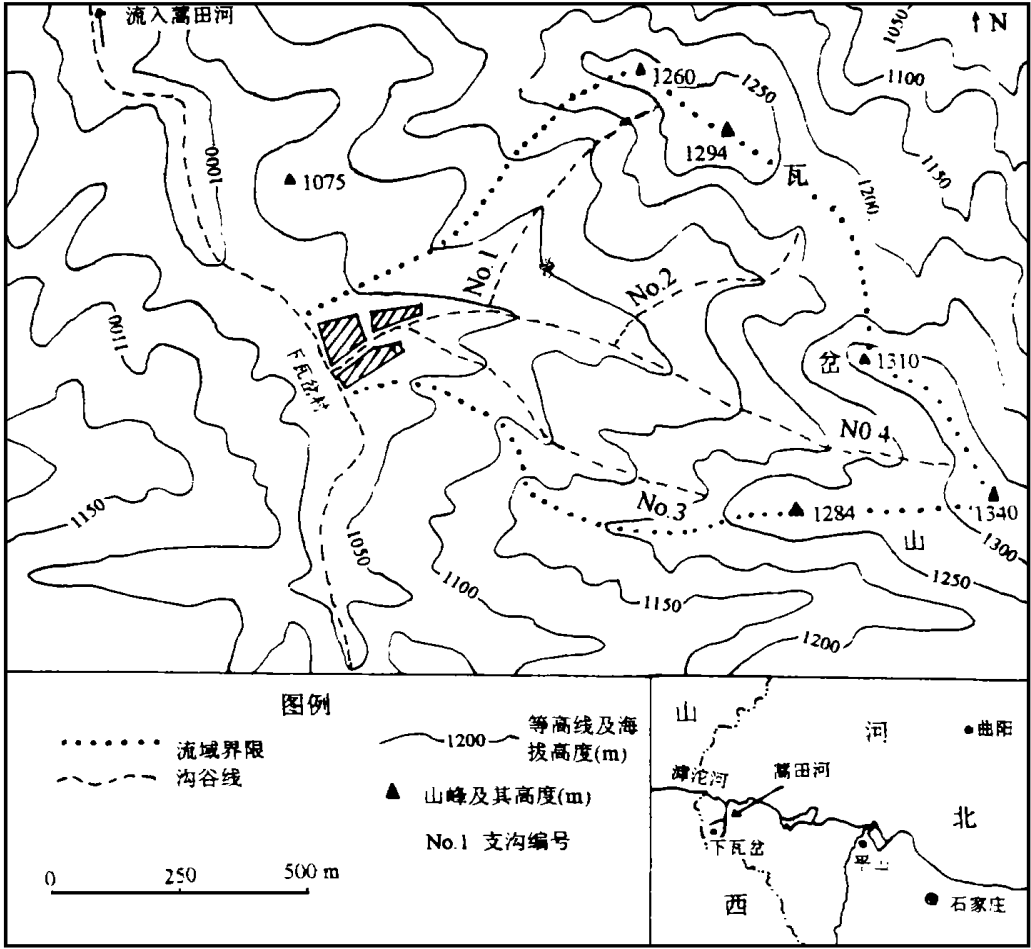 流入蒿田河
N
1050
1100
1260
1250
1294
1150
瓦
1200
1075
1000
No.1
No.2
1100
下瓦岔村
岔
1310
N0 4
1150
No.3
1284
1340
山
1300
1050
1100
1150
1250
1200
图例
流域界限
沟谷线
1200
等高线及海
拔高度(m)
山峰及其高度(m)
No.1 支沟编号
0 250 500 m
山
河
曲阳
滹沱河
蒿田河
北
下瓦岔
平山
西
石家庄